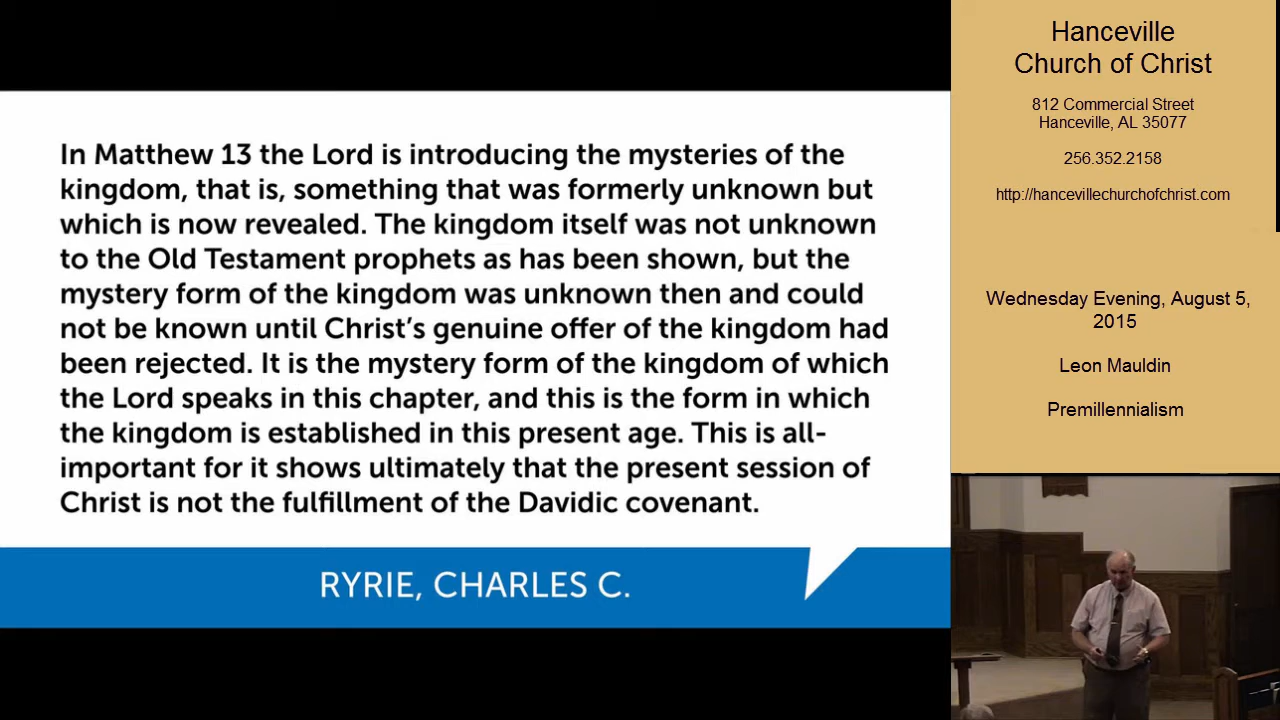 In Matthew 13 the Lord is introducing the mysteries of the
kingdom, that is, something that was formerly unknown but
which is now revealed. The kingdom itself was not unknown
to the Old Testament prophets as has been shown, but the
mystery form of the kingdom was unknown then and could
not be known until Christ's genuine offer of the kingdom had
been rejected. It is the mystery form of the kingdom of which
the Lord speaks in this chapter, and this is the form in which
the kingdom is established in this present age. This is all-
important for it shows ultimately that the present session of
Christ is not the fulfillment of the Davidic covenant.
RYRIE, CHARLES C.
Hanceville
Church of Christ
812 Commercial Street
Hanceville, AL 35077
256.352.2158
http://hancevillechurchofchrist.com
Wednesday Evening, August 5,
2015
Leon Mauldin
Premillennialism